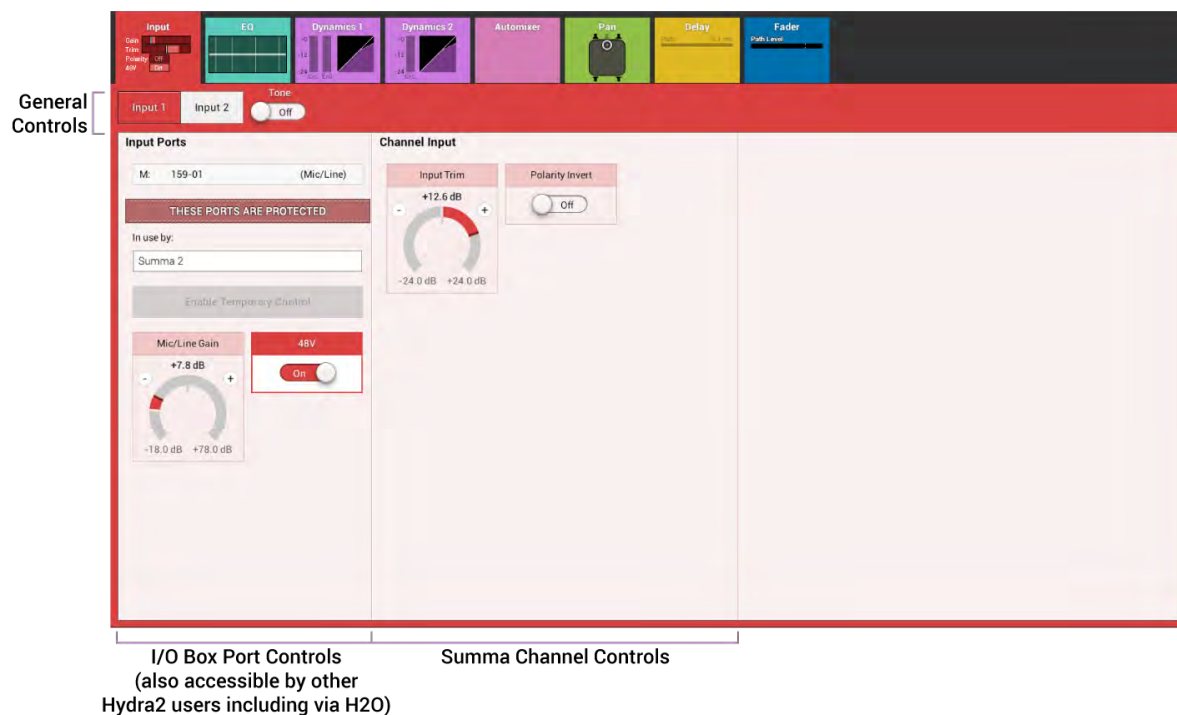 Input
EQ
Dynamics 1
Dynamics 2
Automixer
Pan
Delay
Fader
Gain
Trim
Polarity Off
48V On
Path Level
General
Controls
Input 1
Input 2
Tone
Off
Input Ports
M: 159-01 (Mic/Line)
THESE PORTS ARE PROTECTED
In use by:
Summa 2
Enable Temporary Control
Mic/Line Gain
+7.8 dB
- +
-18.0 dB +78.0 dB
48V
On
Channel Input
Input Trim
+12.6 dB
- +
-24.0 dB +24.0 dB
Polarity Invert
Off
I/O Box Port Controls
(also accessible by other
Hydra2 users including via H2O)
Summa Channel Controls